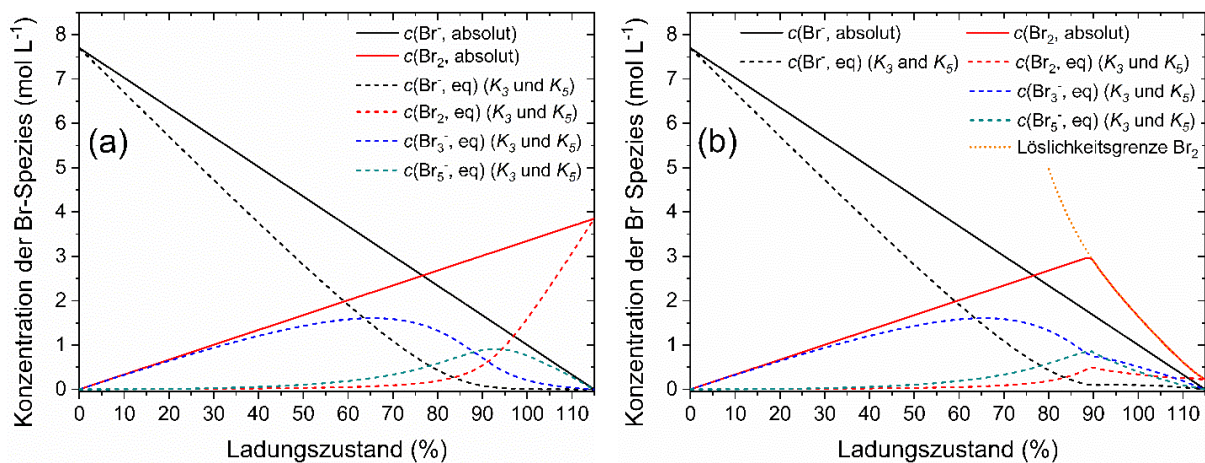 Konzentration der Br-Spezies (mol L⁻¹)
8
7
6
5
4
3
2
1
0
(a)
c(Br⁻, absolut)
c(Br₂, absolut)
c(Br⁻, eq) (K₃ und K₅)
c(Br₂, eq) (K₃ und K₅)
c(Br₃⁻, eq) (K₃ und K₅)
c(Br₅⁻, eq) (K₃ und K₅)
0 10 20 30 40 50 60 70 80 90 100 110
Ladungszustand (%)
Konzentration der Br Spezies (mol L⁻¹)
8
7
6
5
4
3
2
1
0
(b)
c(Br⁻, absolut) c(Br₂, absolut)
c(Br⁻, eq) (K₃ and K₅) c(Br₂, eq) (K₃ und K₅)
c(Br₃⁻, eq) (K₃ und K₅)
c(Br₅⁻, eq) (K₃ und K₅)
Löslichkeitsgrenze Br₂
0 10 20 30 40 50 60 70 80 90 100 110
Ladungszustand (%)